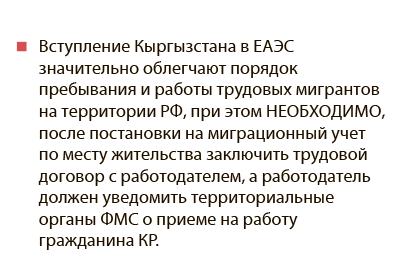 Вступление Кыргызстана в ЕАЭС
значительно облегчают порядок
пребывания и работы трудовых мигрантов
на территории РФ, при этом НЕОБХОДИМО,
после постановки на миграционный учет
по месту жительства заключить трудовой
договор с работодателем, а работодатель
должен уведомить территориальные
органы ФМС о приеме на работу
гражданина КР.